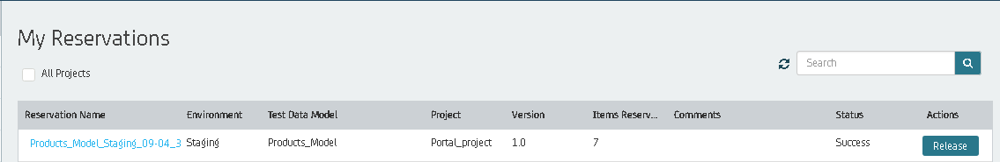 My Reservations
All Projects
Search
Reservation Name Environment Test Data Model Project Version Items Reserv... Comments Status Actions
Products_Model_Staging_09-04_3 Staging Products_Model Portal_project 1.0 7 Success Release